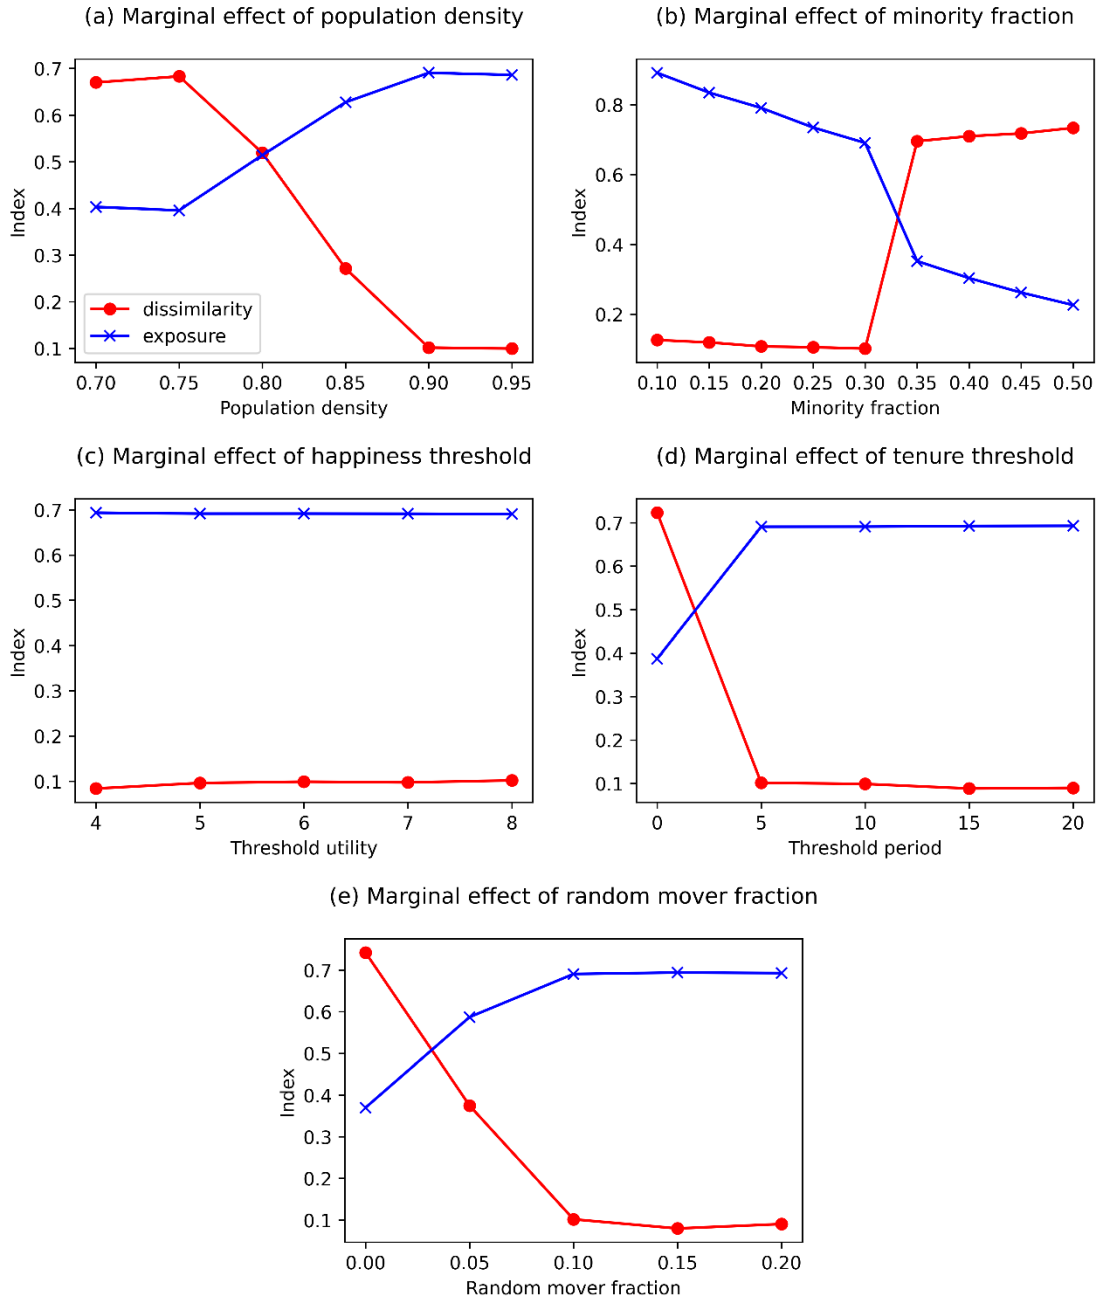 (a) Marginal effect of population density
0.7
0.6
0.5
0.4
0.3
0.2
0.1
Index
dissimilarity
exposure
0.70 0.75 0.80 0.85 0.90 0.95
Population density
(b) Marginal effect of minority fraction
0.8
0.6
0.4
0.2
Index
0.10 0.15 0.20 0.25 0.30 0.35 0.40 0.45 0.50
Minority fraction
(c) Marginal effect of happiness threshold
0.7
0.6
0.5
0.4
0.3
0.2
0.1
Index
4 5 6 7 8
Threshold utility
(d) Marginal effect of tenure threshold
0.7
0.6
0.5
0.4
0.3
0.2
0.1
Index
0 5 10 15 20
Threshold period
(e) Marginal effect of random mover fraction
0.7
0.6
0.5
0.4
0.3
0.2
0.1
Index
0.00 0.05 0.10 0.15 0.20
Random mover fraction